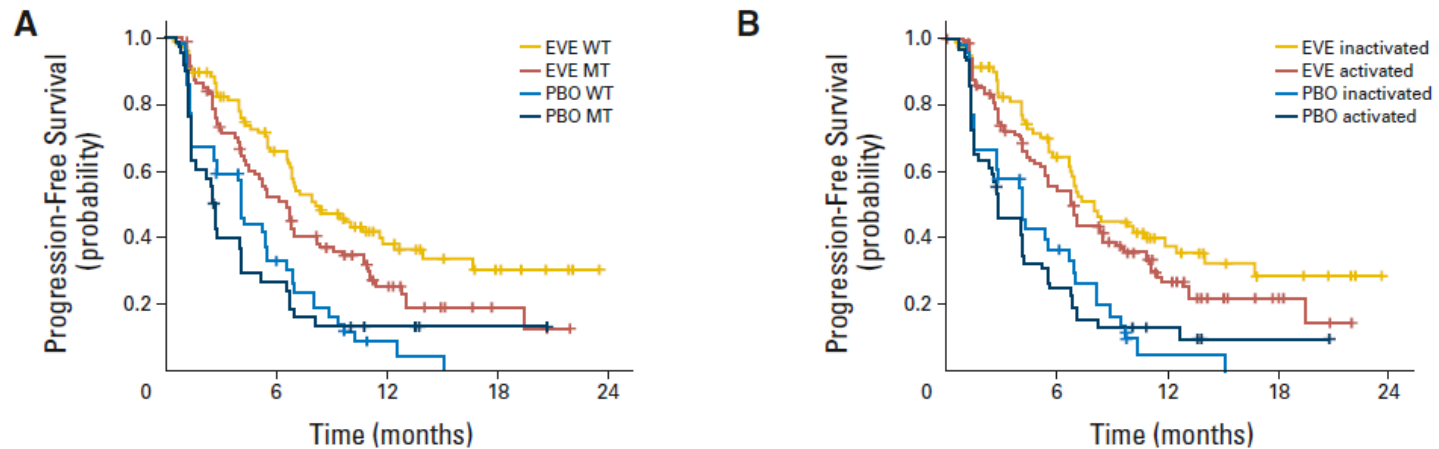 A
Progression-Free Survival
(probability)
1.0
0.8
0.6
0.4
0.2
0
6
12
18
24
Time (months)
EVE WT
EVE MT
PBO WT
PBO MT
B
Progression-Free Survival
(probability)
1.0
0.8
0.6
0.4
0.2
0
6
12
18
24
Time (months)
EVE inactivated
EVE activated
PBO inactivated
PBO activated